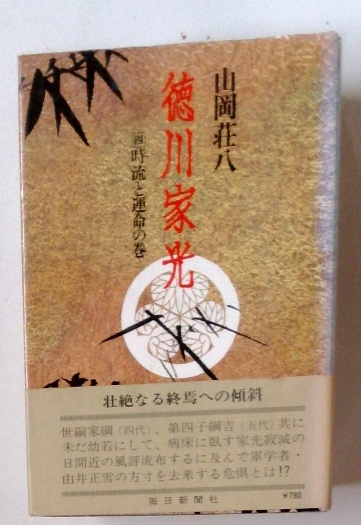 山岡荘八
徳川家光
四 時流と運命の巻
壮絶なる終焉への傾斜
世嗣家綱（四代）、第四子綱吉（五代）共に
未だ幼若にして、病床に臥す家光寂滅の
日間近の風評流布するに及んで軍学者・
由井正雪の方寸を去来する危惧とは!?
毎日新聞社
¥780